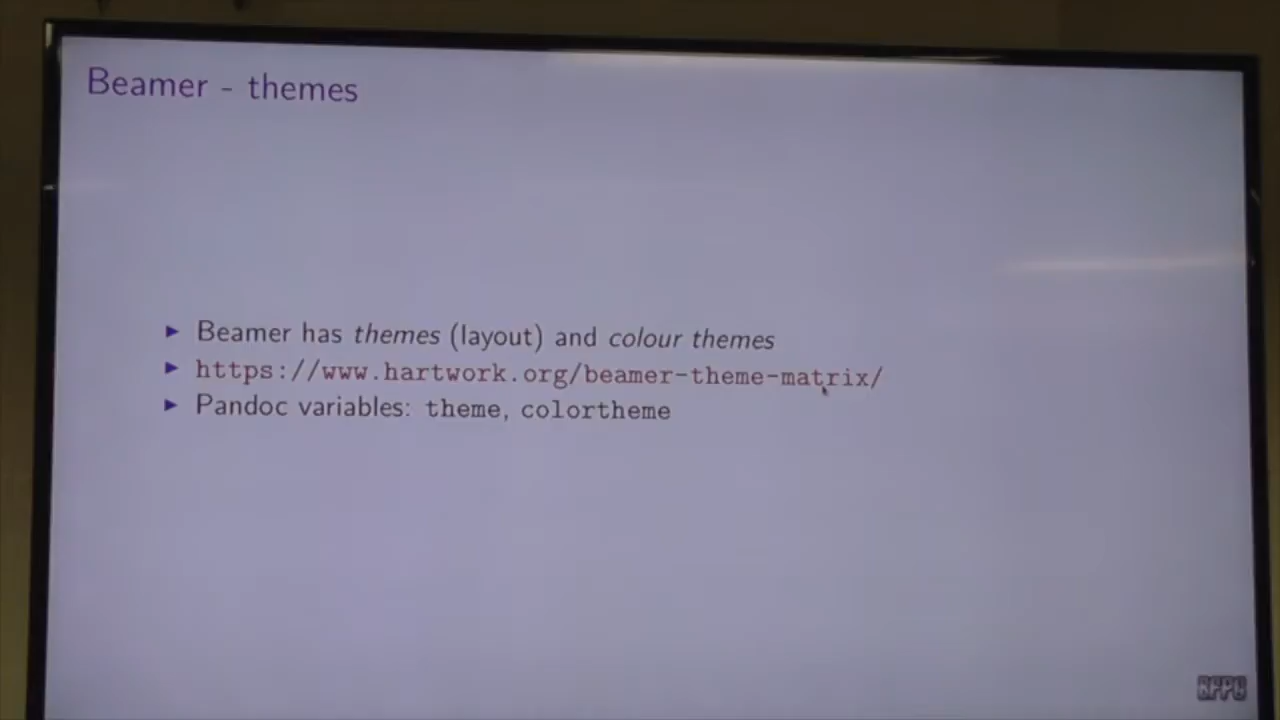 Beamer - themes
Beamer has themes (layout) and colour themes
https://www.hartwork.org/beamer-theme-matrix/
Pandoc variables: theme, colortheme